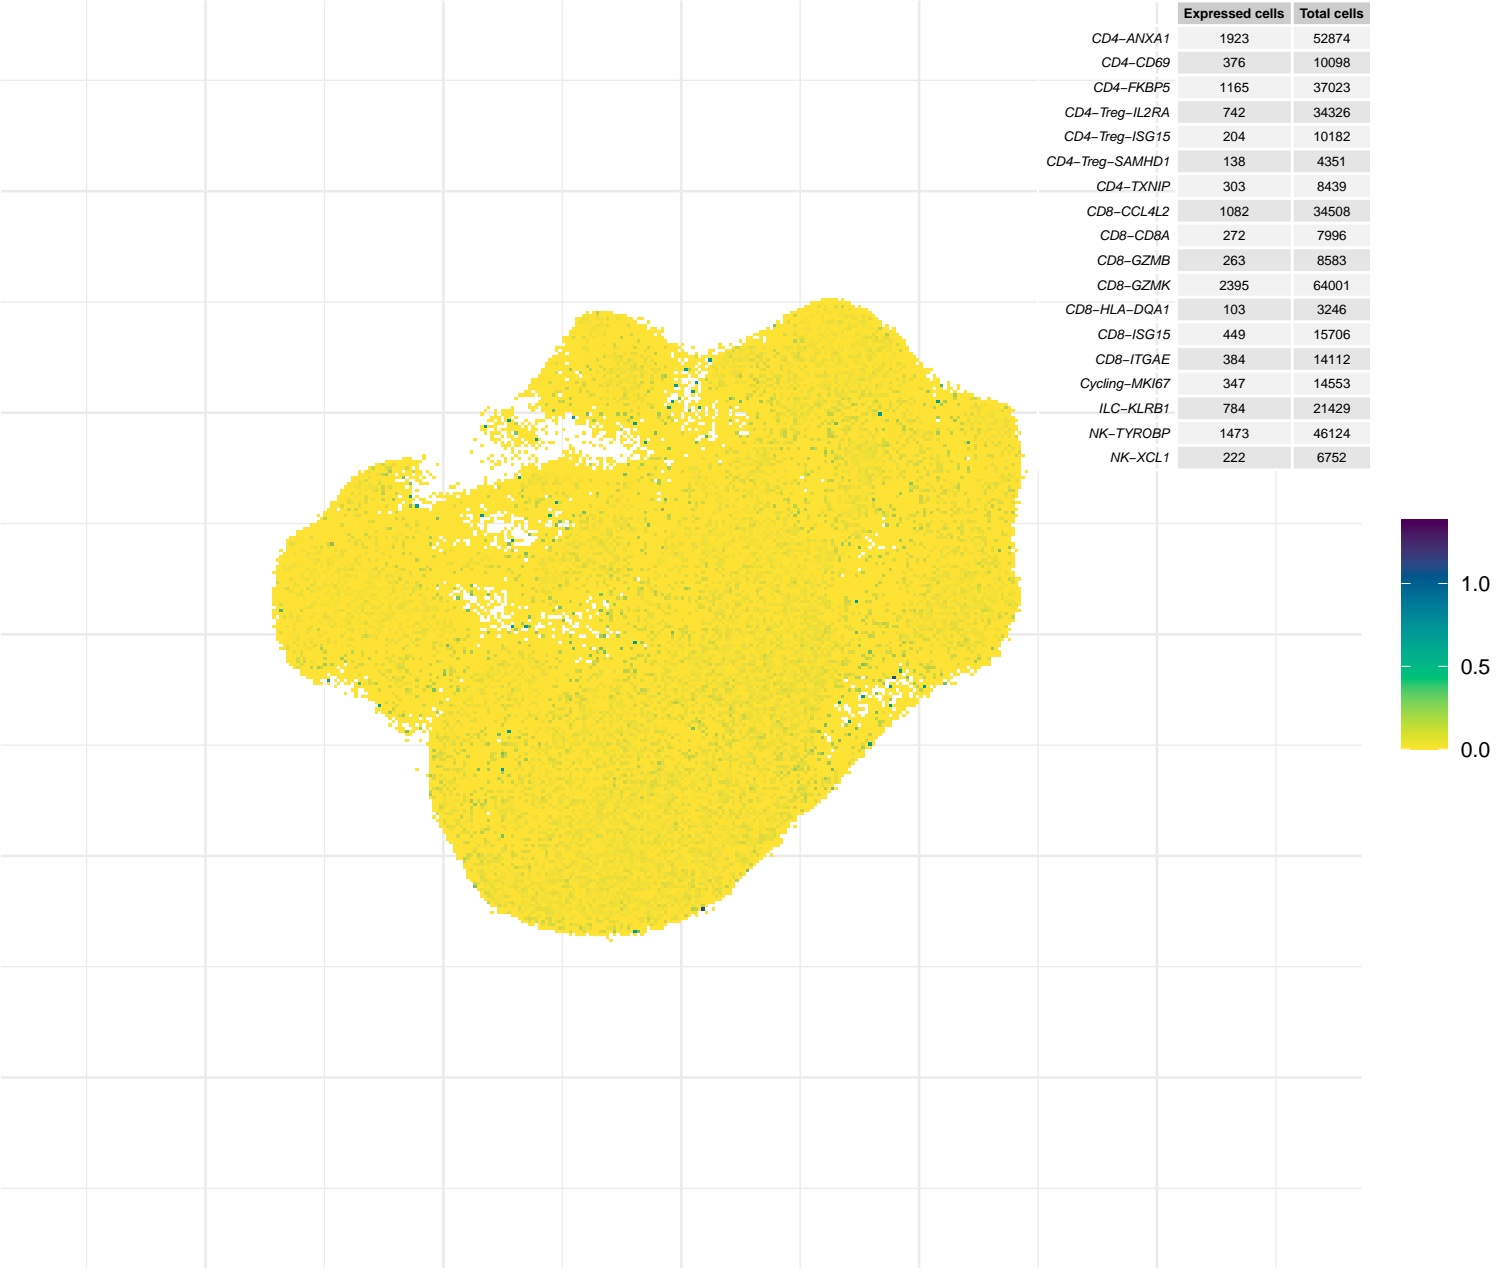 Expressed cells Total cells
CD4−ANXA1 1923 52874
CD4−CD69 376 10098
CD4−FKBP5 1165 37023
CD4−Treg−IL2RA 742 34326
CD4−Treg−ISG15 204 10182
CD4−Treg−SAMHD1 138 4351
CD4−TXNIP 303 8439
CD8−CCL4L2 1082 34508
CD8−CD8A 272 7996
CD8−GZMB 263 8583
CD8−GZMK 2395 64001
CD8−HLA−DQA1 103 3246
CD8−ISG15 449 15706
CD8−ITGAE 384 14112
Cycling−MKI67 347 14553
ILC−KLRB1 784 21429
NK−TYROBP 1473 46124
NK−XCL1 222 6752
1.0
0.5
0.0